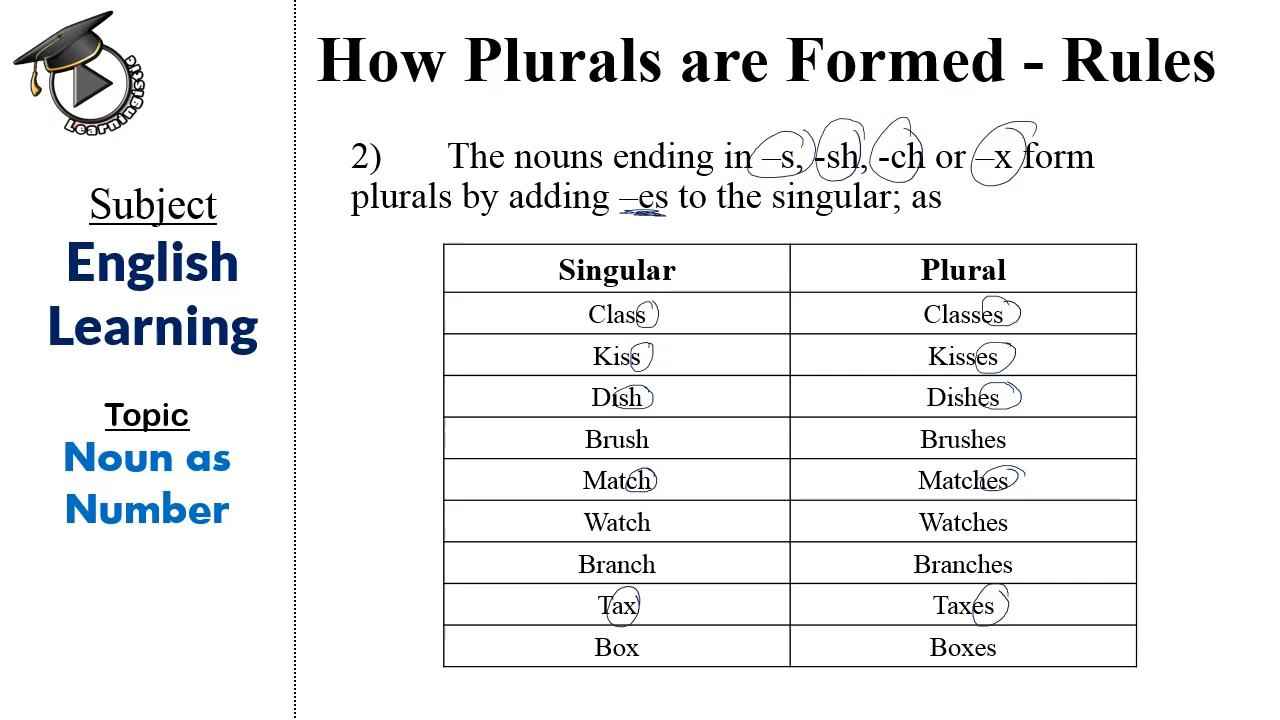 Learningisita
Subject
English
Learning
Topic
Noun as
Number
How Plurals are Formed - Rules
2) The nouns ending in –s, -sh, -ch or –x form
plurals by adding –es to the singular; as
Singular Plural
Class Classes
Kiss Kisses
Dish Dishes
Brush Brushes
Match Matches
Watch Watches
Branch Branches
Tax Taxes
Box Boxes